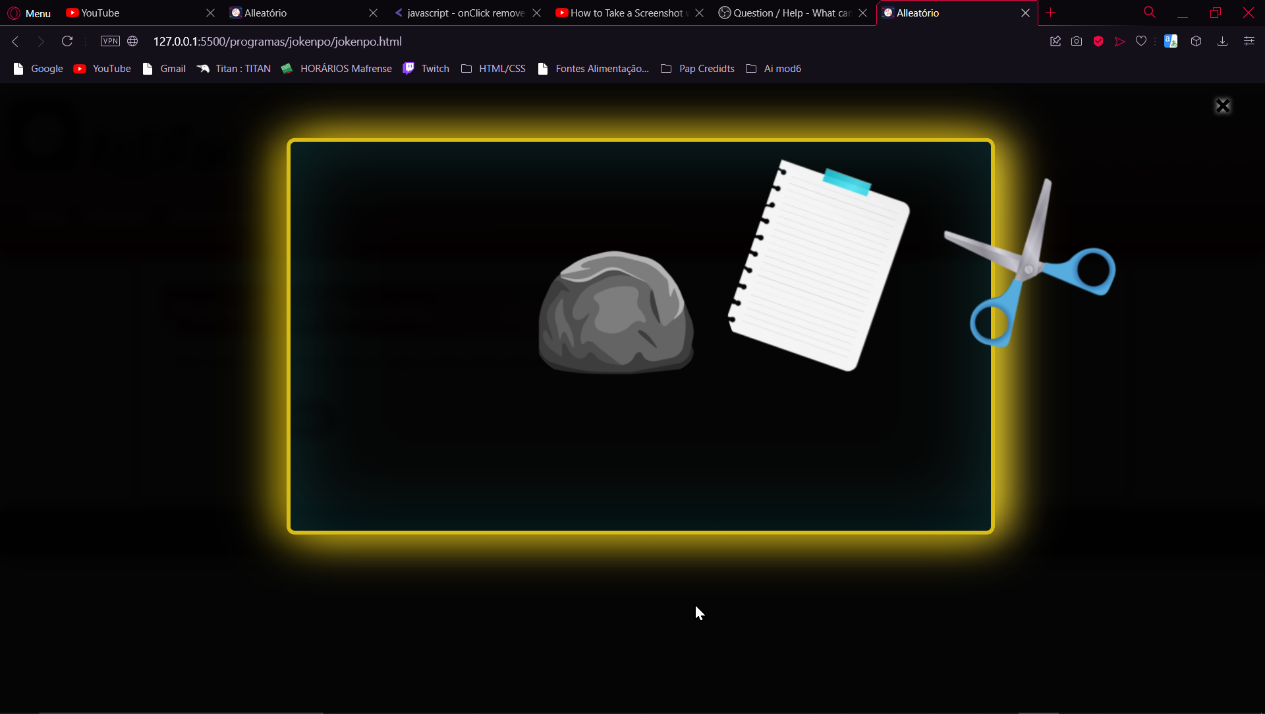 Menu YouTube Alleatório javascript - onClick remove How to Take a Screenshot Question / Help - What can Alleatório
VPN 127.0.0.1:5500/programas/jokenpo/jokenpo.html
Google YouTube Gmail Titan : TITAN HORÁRIOS Mafrense Twitch HTML/CSS Fontes Alimentação... Pap Credidts Ai mod6